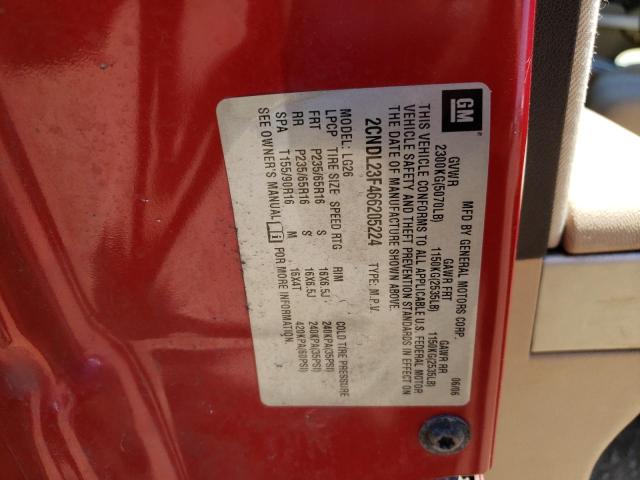 GM
MFD BY GENERAL MOTORS CORP. 06/06
GVWR GAWR FRT GAWR RR
2300KG(5070LB) 1150KG(2535LB) 1150KG(2535LB)
THIS VEHICLE CONFORMS TO ALL APPLICABLE U.S. FEDERAL MOTOR
VEHICLE SAFETY AND THEFT PREVENTION STANDARDS IN EFFECT ON
THE DATE OF MANUFACTURE SHOWN ABOVE.
2CNDL23F466205224 TYPE: M.P.V.
MODEL: LG26
LPCP TIRE SIZE SPEED RTG RIM COLD TIRE PRESSURE
FRT P235/65R16 S 16X6.5J 240KPA(35PSI)
RR P235/65R16 S 16X6.5J 240KPA(35PSI)
SPA T155/90R16 M 16X4T 420KPA(60PSI)
SEE OWNER'S MANUAL i FOR MORE INFORMATION.